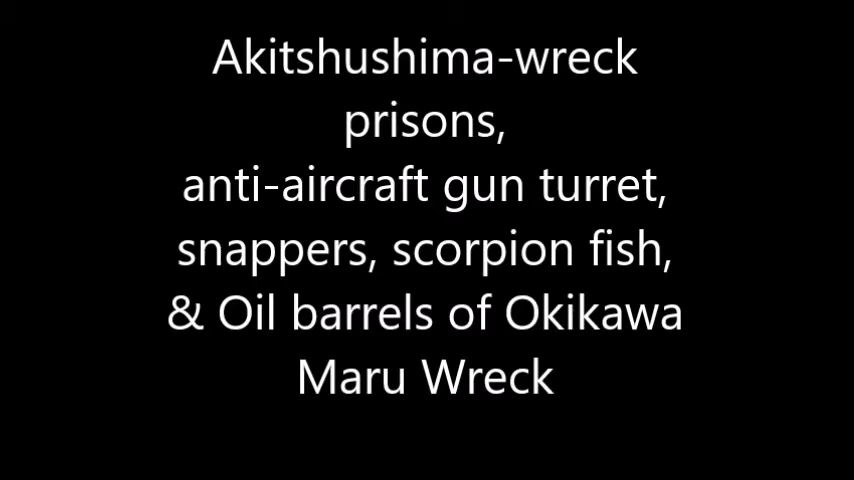 Akitshushima-wreck
prisons,
anti-aircraft gun turret,
snappers, scorpion fish,
& Oil barrels of Okikawa
Maru Wreck